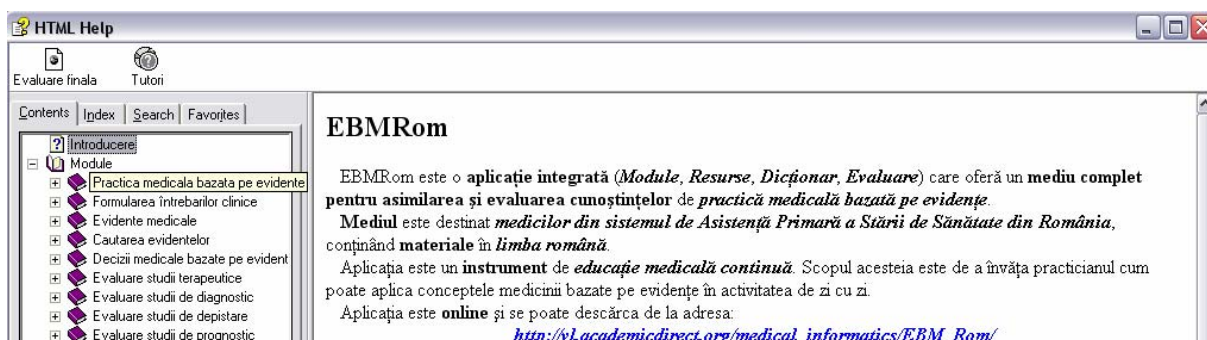 HTML Help
Evaluare finala Tutori
Contents Index Search Favorites
Introducere
Module
Practica medicala bazata pe evidente
Formularea întrebarilor clinice
Evidente medicale
Cautarea evidentelor
Decizii medicale bazate pe evident
Evaluare studii terapeutice
Evaluare studii de diagnostic
Evaluare studii de depistare
Evaluare studii de prognostic
EBMRom
EBMRom este o aplicație integrată (Module, Resurse, Dicționar, Evaluare) care oferă un mediu complet
pentru asimilarea și evaluarea cunoștințelor de practică medicală bazată pe evidențe.
Mediul este destinat medicilor din sistemul de Asistență Primară a Stării de Sănătate din România,
conținând materiale în limba română.
Aplicația este un instrument de educație medicală continuă. Scopul acesteia este de a învăța practicianul cum
poate aplica conceptele medicinii bazate pe evidențe în activitatea de zi cu zi.
Aplicația este online și se poate descărca de la adresa:
http://vl.academicdirect.org/medical_informatics/EBM_Rom/